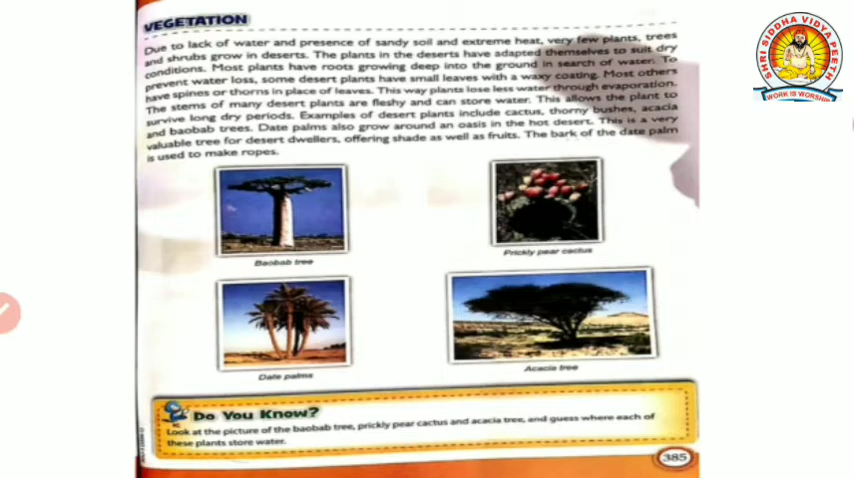 VEGETATION
Due to lack of water and presence of sandy soil and extreme heat, very few plants, trees
and shrubs grow in deserts. The plants in the deserts have adapted themselves to suit dry
conditions. Most plants have roots growing deep into the ground in search of water. To
prevent water loss, some desert plants have small leaves with a waxy coating. Most others
have spines or thorns in place of leaves. This way plants lose less water through evaporation.
The stems of many desert plants are fleshy and can store water. This allows the plant to
survive long dry periods. Examples of desert plants include cactus, thorny bushes, acacia
and baobab trees. Date palms also grow around an oasis in the hot desert. This is a very
valuable tree for desert dwellers, offering shade as well as fruits. The bark of the date palm
is used to make ropes.
Baobab tree
Prickly pear cactus
Date palms
Acacia tree
Do You Know?
Look at the picture of the baobab tree, prickly pear cactus and acacia tree, and guess where each of
these plants store water.
385
SHRI SIDDHA VIDYA PEETH
WORK IS WORSHIP